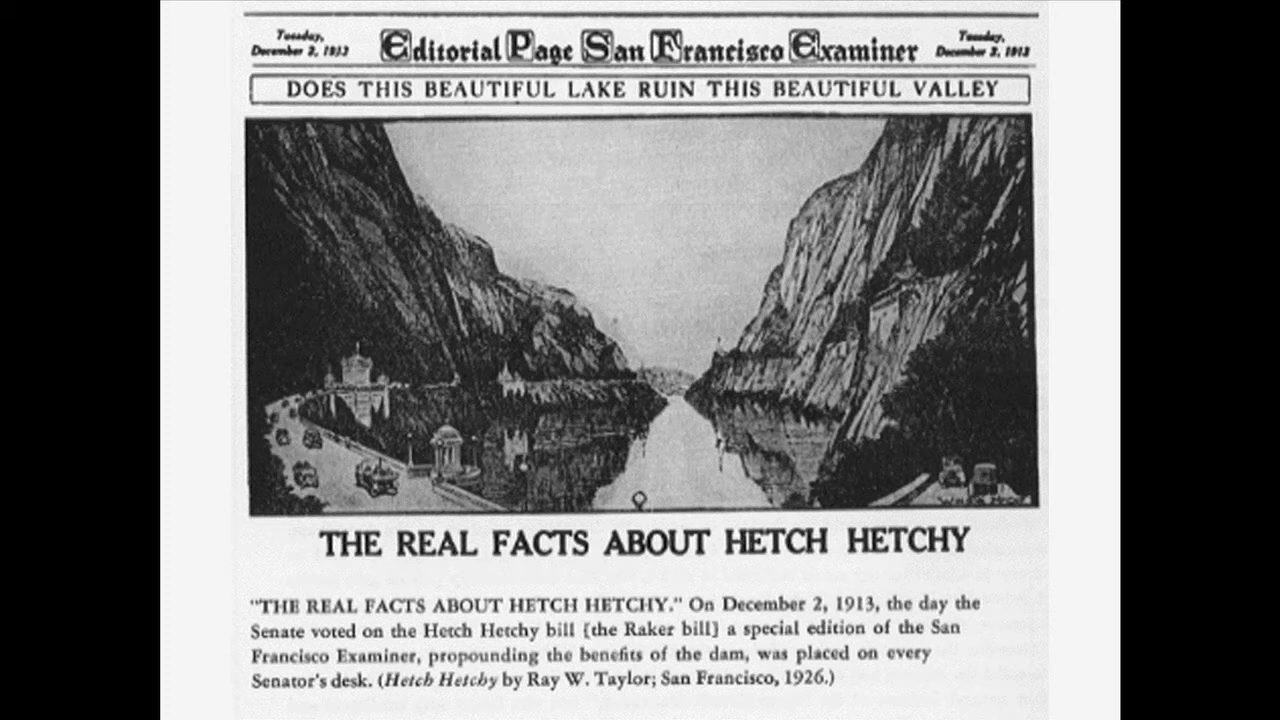 Tuesday,
December 2, 1913
Editorial Page San Francisco Examiner
Tuesday,
December 2, 1913
DOES THIS BEAUTIFUL LAKE RUIN THIS BEAUTIFUL VALLEY
THE REAL FACTS ABOUT HETCH HETCHY
"THE REAL FACTS ABOUT HETCH HETCHY." On December 2, 1913, the day the
Senate voted on the Hetch Hetchy bill [the Raker bill] a special edition of the San
Francisco Examiner, propounding the benefits of the dam, was placed on every
Senator's desk. (Hetch Hetchy by Ray W. Taylor; San Francisco, 1926.)